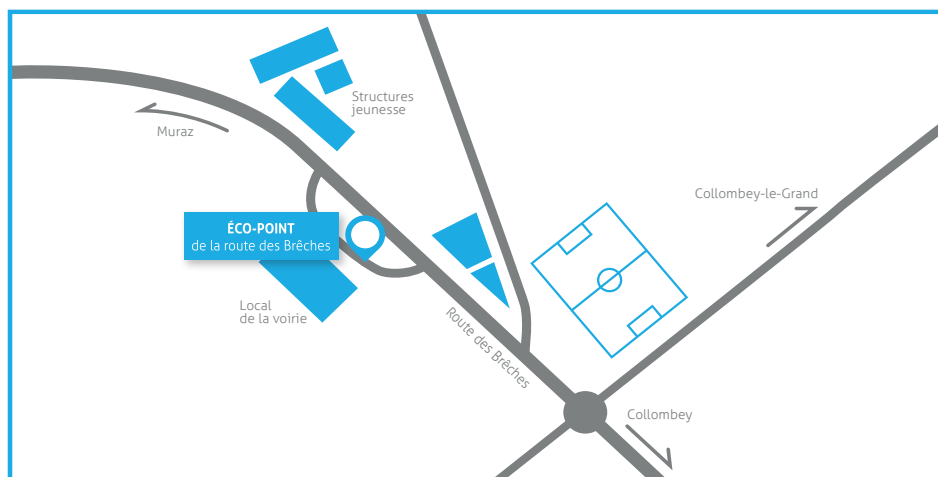 Structures
jeunesse
Muraz
Collombey-le-Grand
ÉCO-POINT
de la route des Brêches
Local
de la voirie
Route des Brêches
Collombey